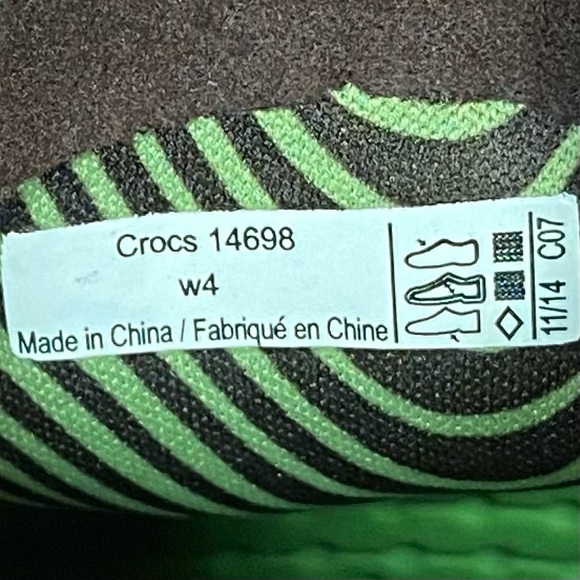 Crocs 14698
w4
Made in China / Fabriqué en Chine
11/14 C07